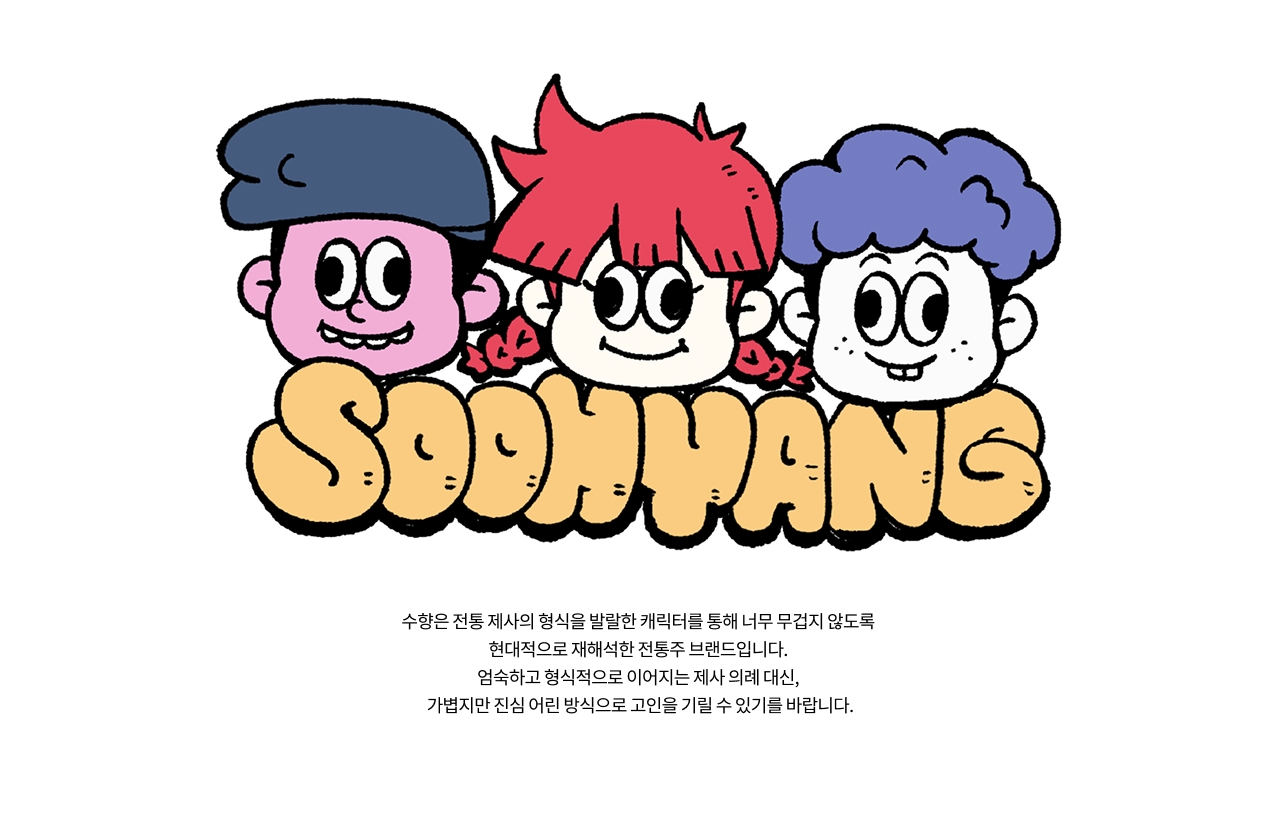 SOOHYANG
수향은 전통 제사의 형식을 발랄한 캐릭터를 통해 너무 무겁지 않도록
현대적으로 재해석한 전통주 브랜드입니다.
엄숙하고 형식적으로 이어지는 제사 의례 대신,
가볍지만 진심 어린 방식으로 고인을 기릴 수 있기를 바랍니다.